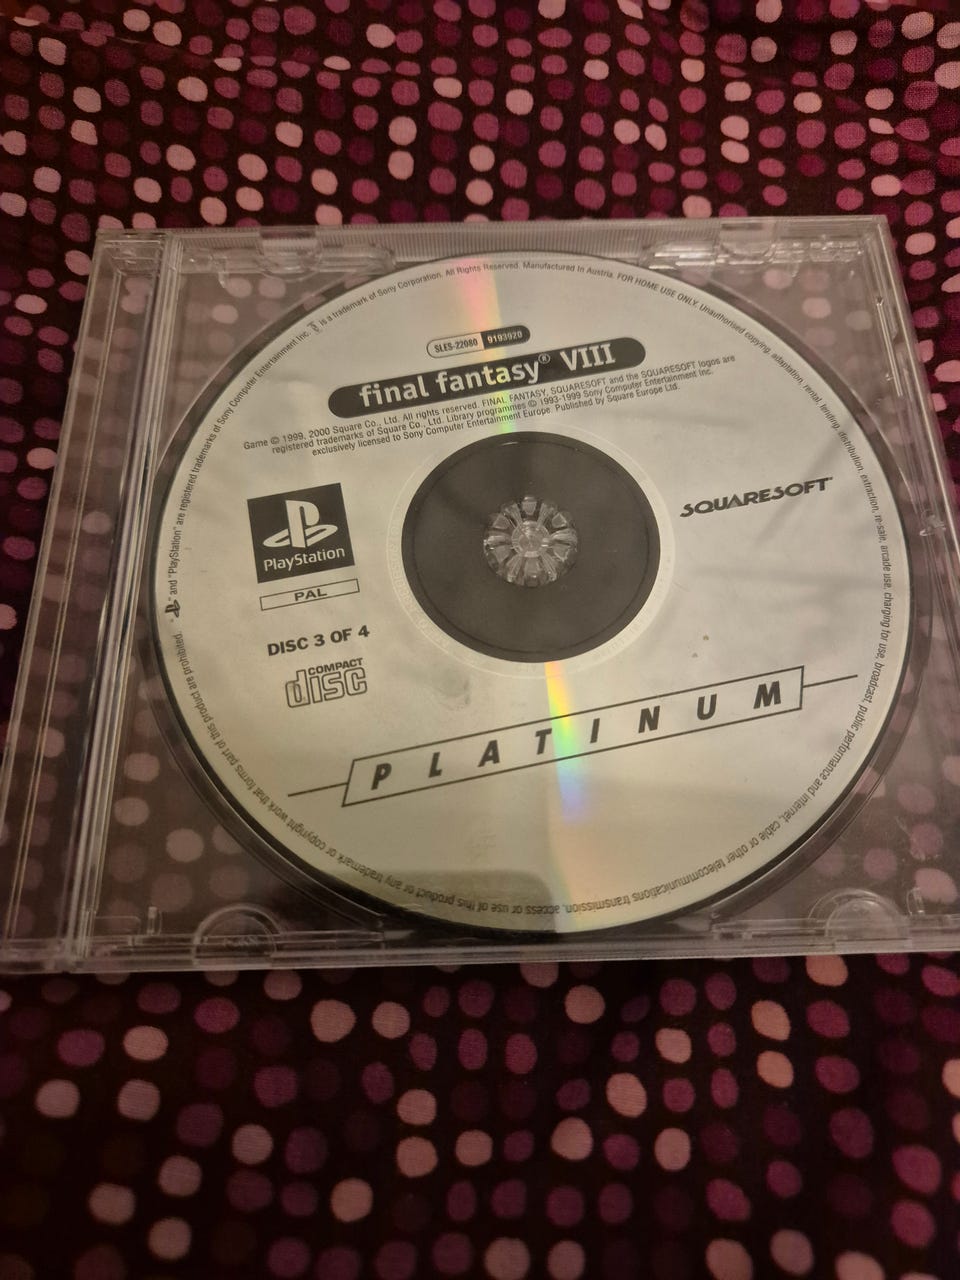 SLES-22080 9193920
final fantasy® VIII
Game © 1999, 2000 Square Co., Ltd. All rights reserved. FINAL FANTASY, SQUARESOFT and the SQUARESOFT logos are
registered trademarks of Square Co., Ltd. Library programmes © 1993-1999 Sony Computer Entertainment Inc.
exclusively licensed to Sony Computer Entertainment Europe. Published by Square Europe Ltd.
PlayStation
PAL
SQUARESOFT
DISC 3 OF 4
COMPACT
disc
PLATINUM
" and "PlayStation" are registered trademarks of Sony Computer Entertainment Inc. is a trademark of Sony Corporation. All Rights Reserved. Manufactured In Austria. FOR HOME USE ONLY. Unauthorised copying, adaptation, rental, lending, distribution, extraction, re-sale, arcade use, charging for use, broadcast, public performance and internet, cable or other telecommunications transmission, access or use of this product or any trademark or copyright work that forms part of this product are prohibited.